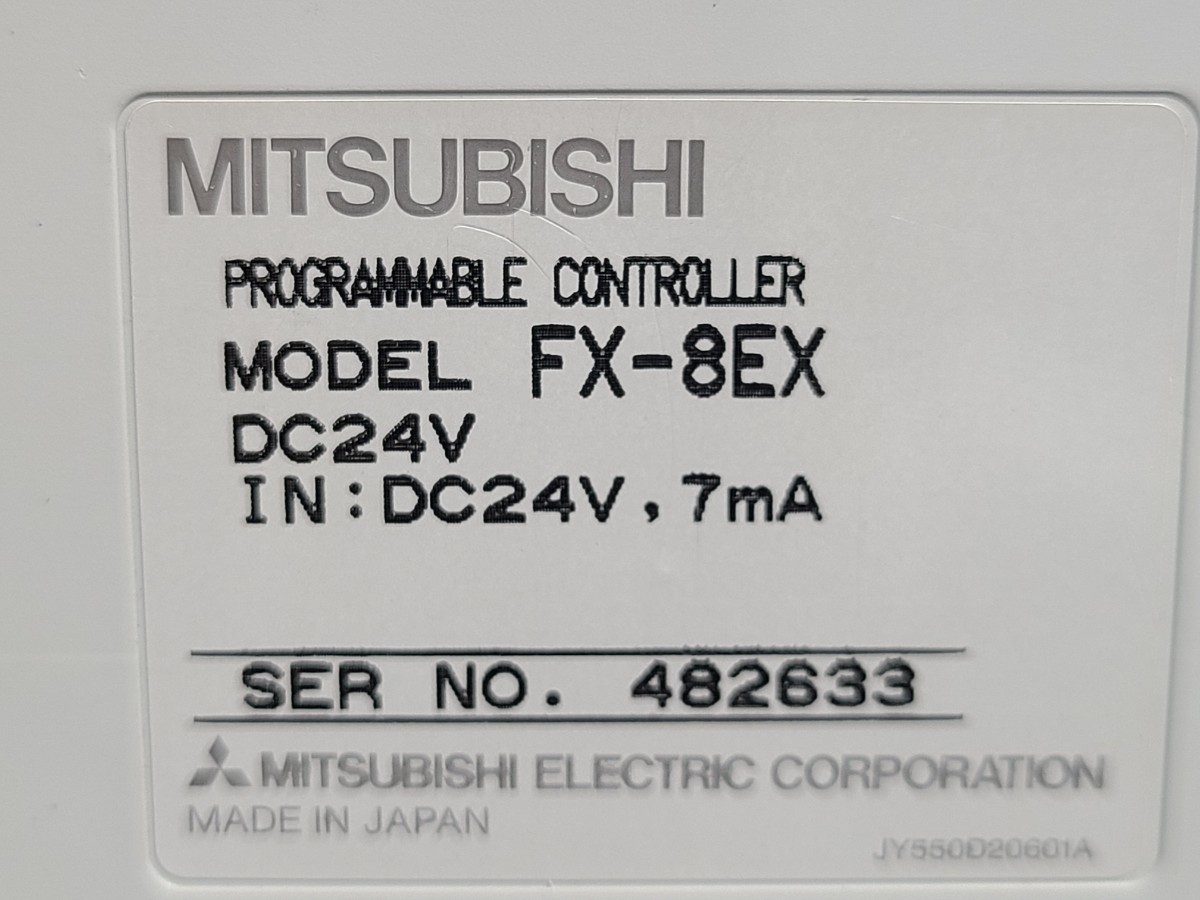 MITSUBISHI
PROGRAMMABLE CONTROLLER
MODEL FX-8EX
DC24V
IN:DC24V,7mA
SER NO. 482633
MITSUBISHI ELECTRIC CORPORATION
MADE IN JAPAN
JY550D20601A